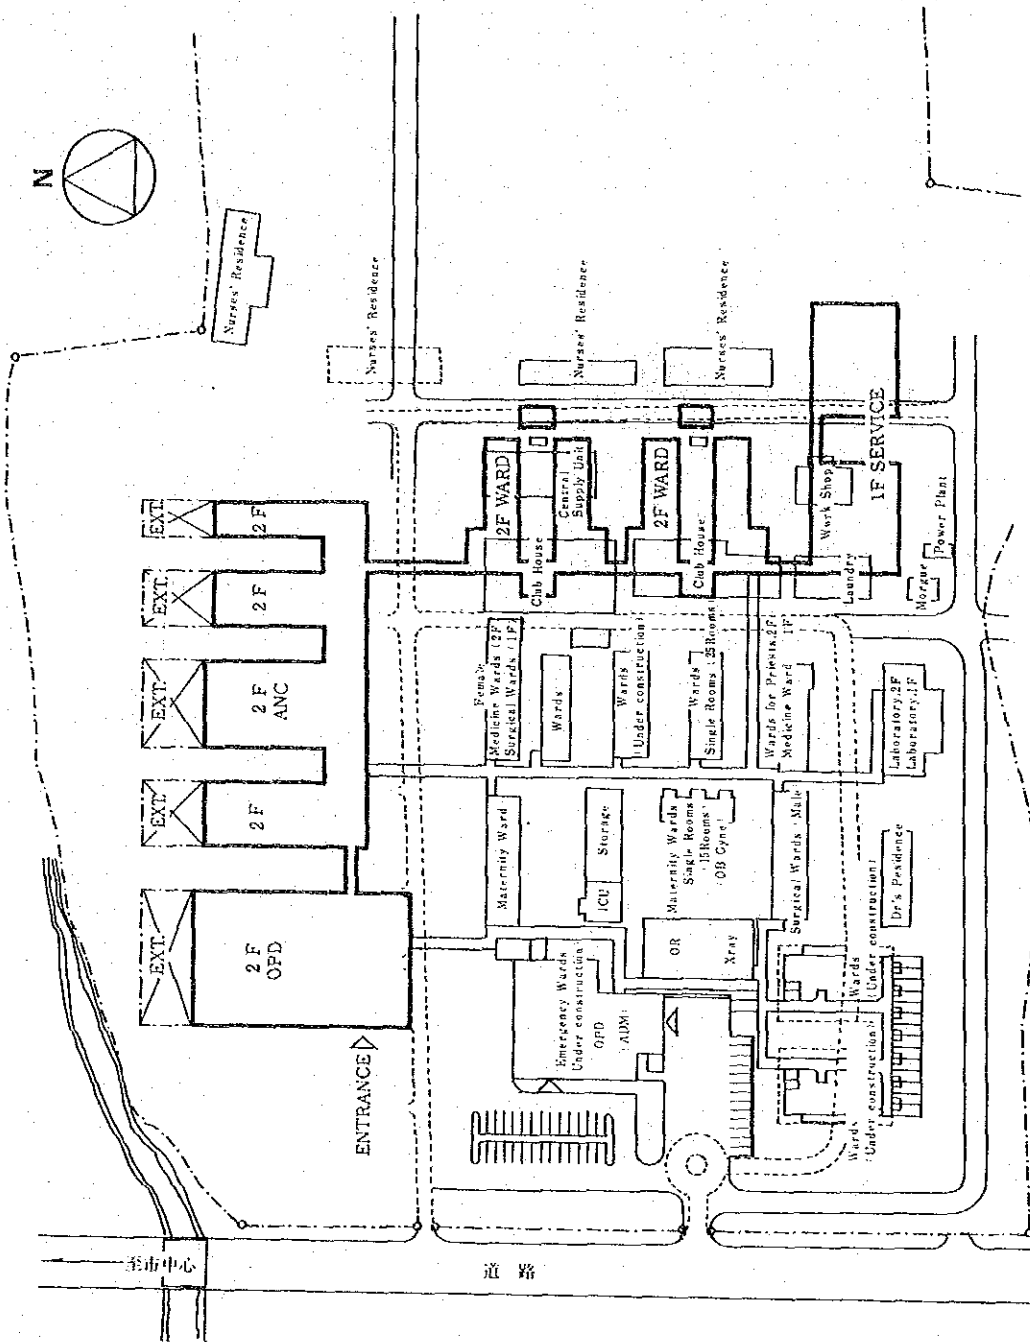 N
Nurses' Residence
Nurses' Residence
Nurses' Residence
Nurses' Residence
EXT.
2F
EXT.
2F
EXT.
2F
ANC
EXT.
2F
EXT.
2F
OPD
ENTRANCE
2F WARD
Central
Supply Unit
Club House
2F WARD
Club House
1F SERVICE
Work Shop
Laundry
Power Plant
Morgue
Female
Medicine Wards (2F)
Surgical Wards (1F)
Wards
Wards
(Under construction)
Wards
Single Rooms (25Rooms)
Wards for Priests.2F
Medicine Ward 1F
Laboratory.2F
Laboratory.1F
Maternity Ward
Storage
ICU
Maternity Wards
Single Rooms
(15Rooms)
(OB Gyne)
Surgical Wards (Male)
Dr's Residence
OR
Xray
Emergency Wards
(Under construction)
OPD
(ADM)
Wards
(Under construction)
Wards
(Under construction)
至市中心
道路